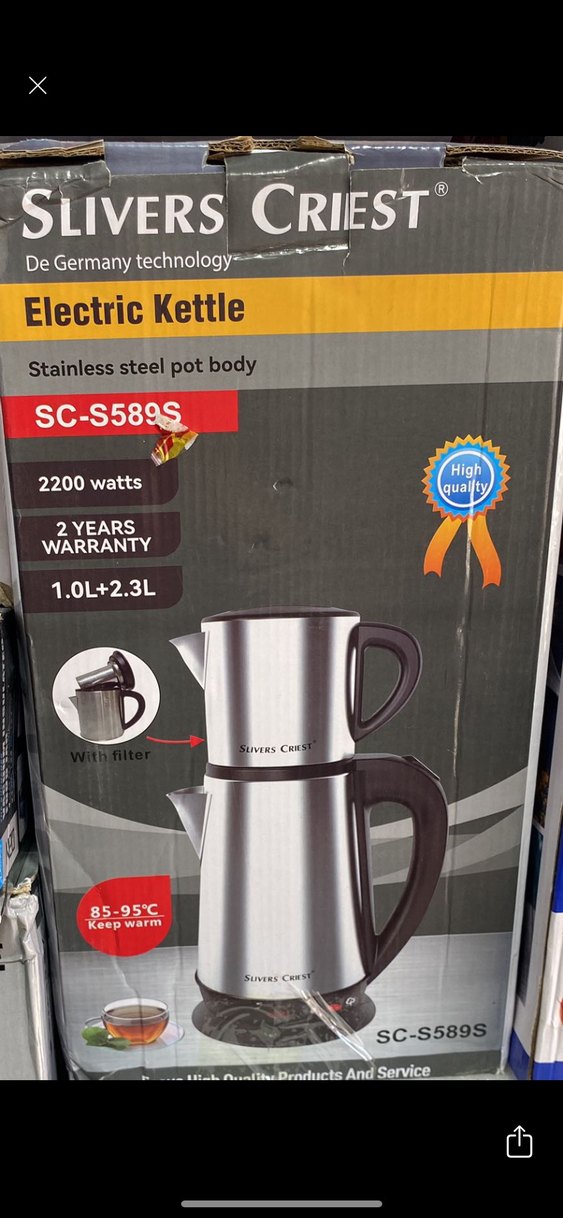 SLIVERS CRIEST®
De Germany technology
Electric Kettle
Stainless steel pot body
SC-S589S
High
quality
2200 watts
2 YEARS
WARRANTY
1.0L+2.3L
SLIVERS CRIEST
With filter
85-95℃
Keep warm
SLIVERS CRIEST
SC-S589S
High Quality Products And Service